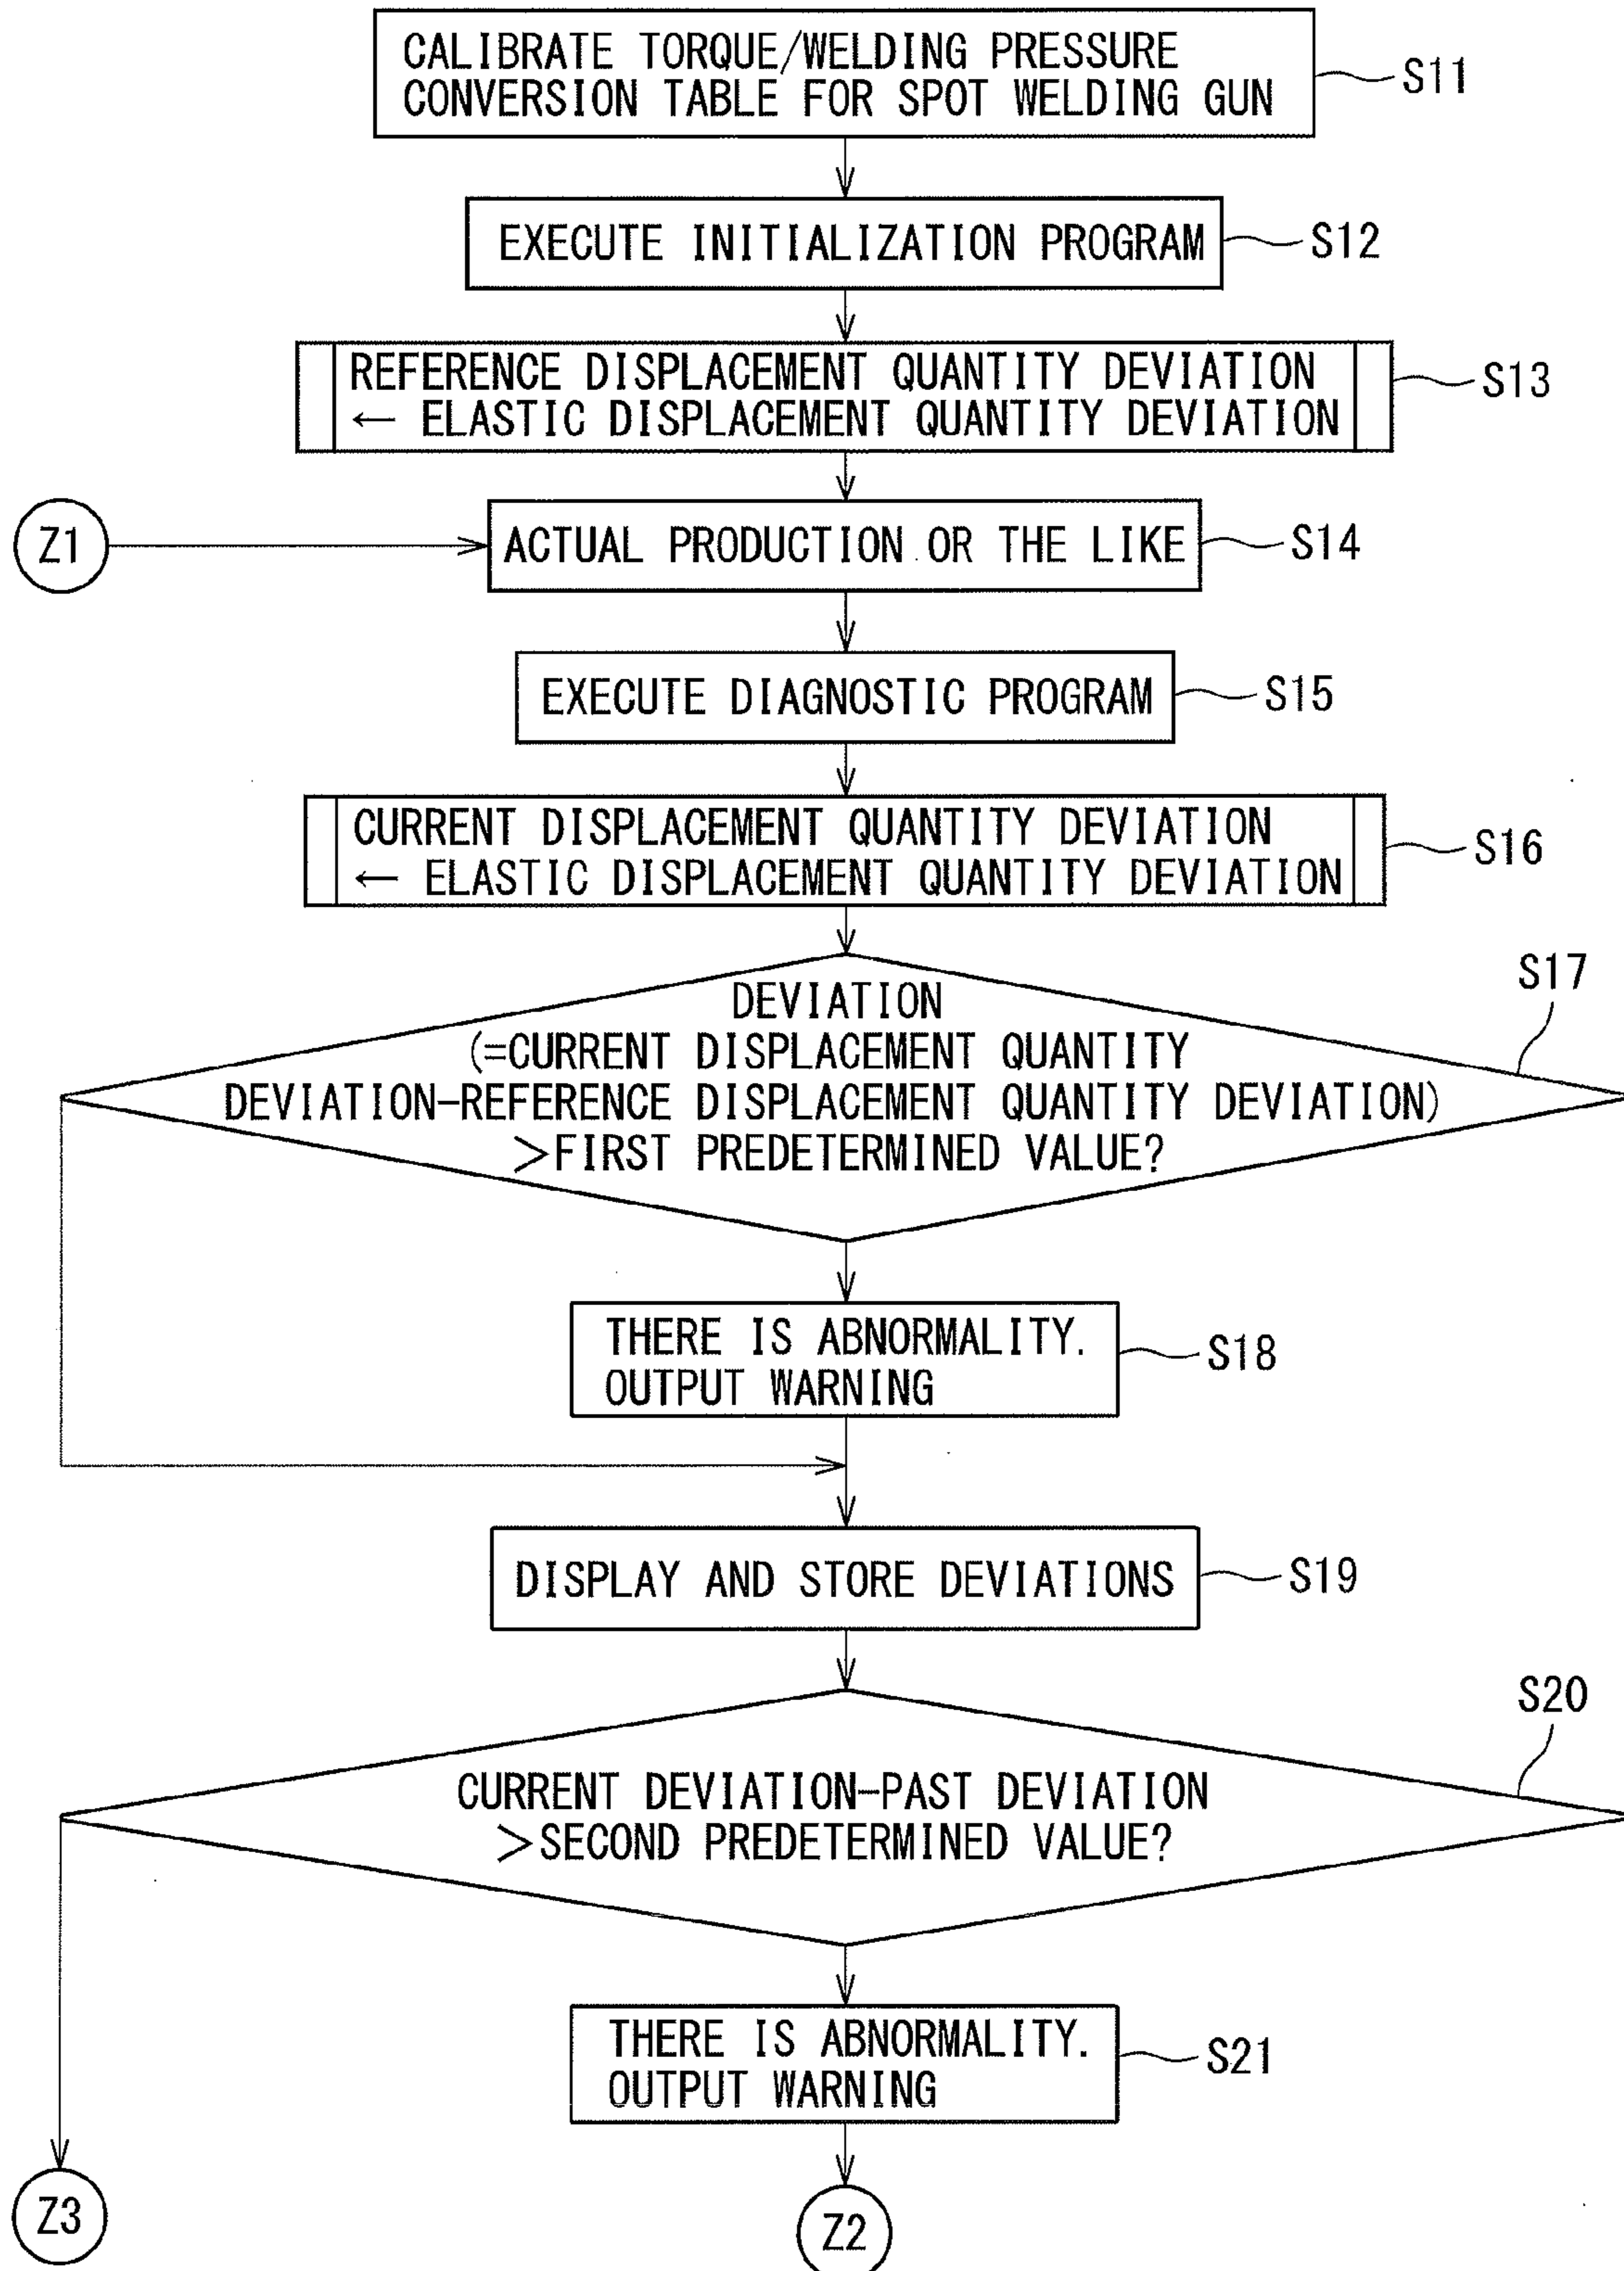 CALIBRATE TORQUE/WELDING PRESSURE
CONVERSION TABLE FOR SPOT WELDING GUN
S11
EXECUTE INITIALIZATION PROGRAM
S12
REFERENCE DISPLACEMENT QUANTITY DEVIATION
← ELASTIC DISPLACEMENT QUANTITY DEVIATION
S13
Z1
ACTUAL PRODUCTION OR THE LIKE
S14
EXECUTE DIAGNOSTIC PROGRAM
S15
CURRENT DISPLACEMENT QUANTITY DEVIATION
← ELASTIC DISPLACEMENT QUANTITY DEVIATION
S16
S17
DEVIATION
(=CURRENT DISPLACEMENT QUANTITY
DEVIATION-REFERENCE DISPLACEMENT QUANTITY DEVIATION)
>FIRST PREDETERMINED VALUE?
THERE IS ABNORMALITY.
OUTPUT WARNING
S18
DISPLAY AND STORE DEVIATIONS
S19
S20
CURRENT DEVIATION-PAST DEVIATION
>SECOND PREDETERMINED VALUE?
THERE IS ABNORMALITY.
OUTPUT WARNING
S21
Z3
Z2